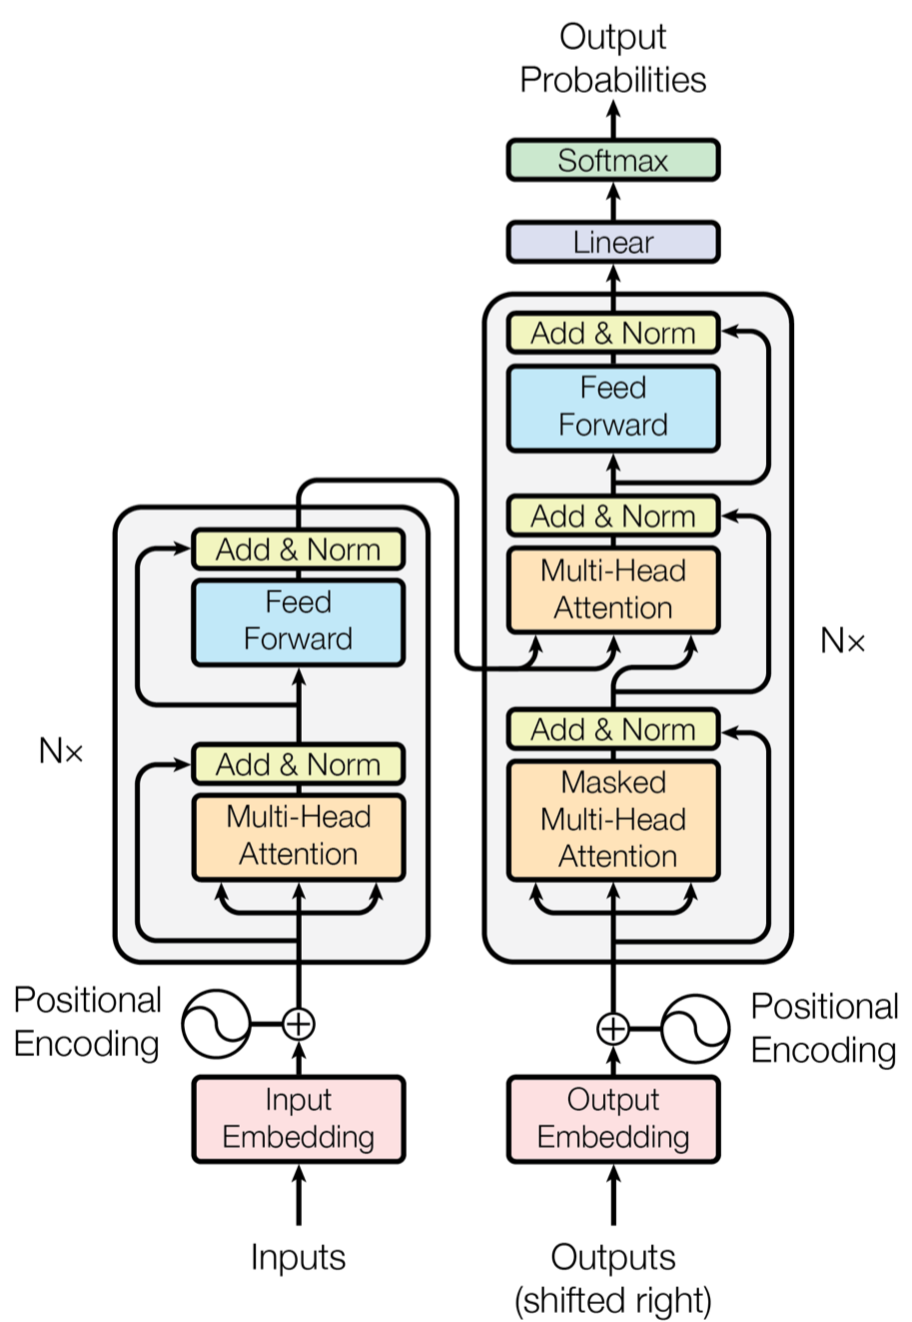 Output
Probabilities
Softmax
Linear
Add & Norm
Feed
Forward
Add & Norm
Multi-Head
Attention
Nx
Add & Norm
Masked
Multi-Head
Attention
Add & Norm
Feed
Forward
Nx
Add & Norm
Multi-Head
Attention
Positional
Encoding
Positional
Encoding
Input
Embedding
Output
Embedding
Inputs
Outputs
(shifted right)